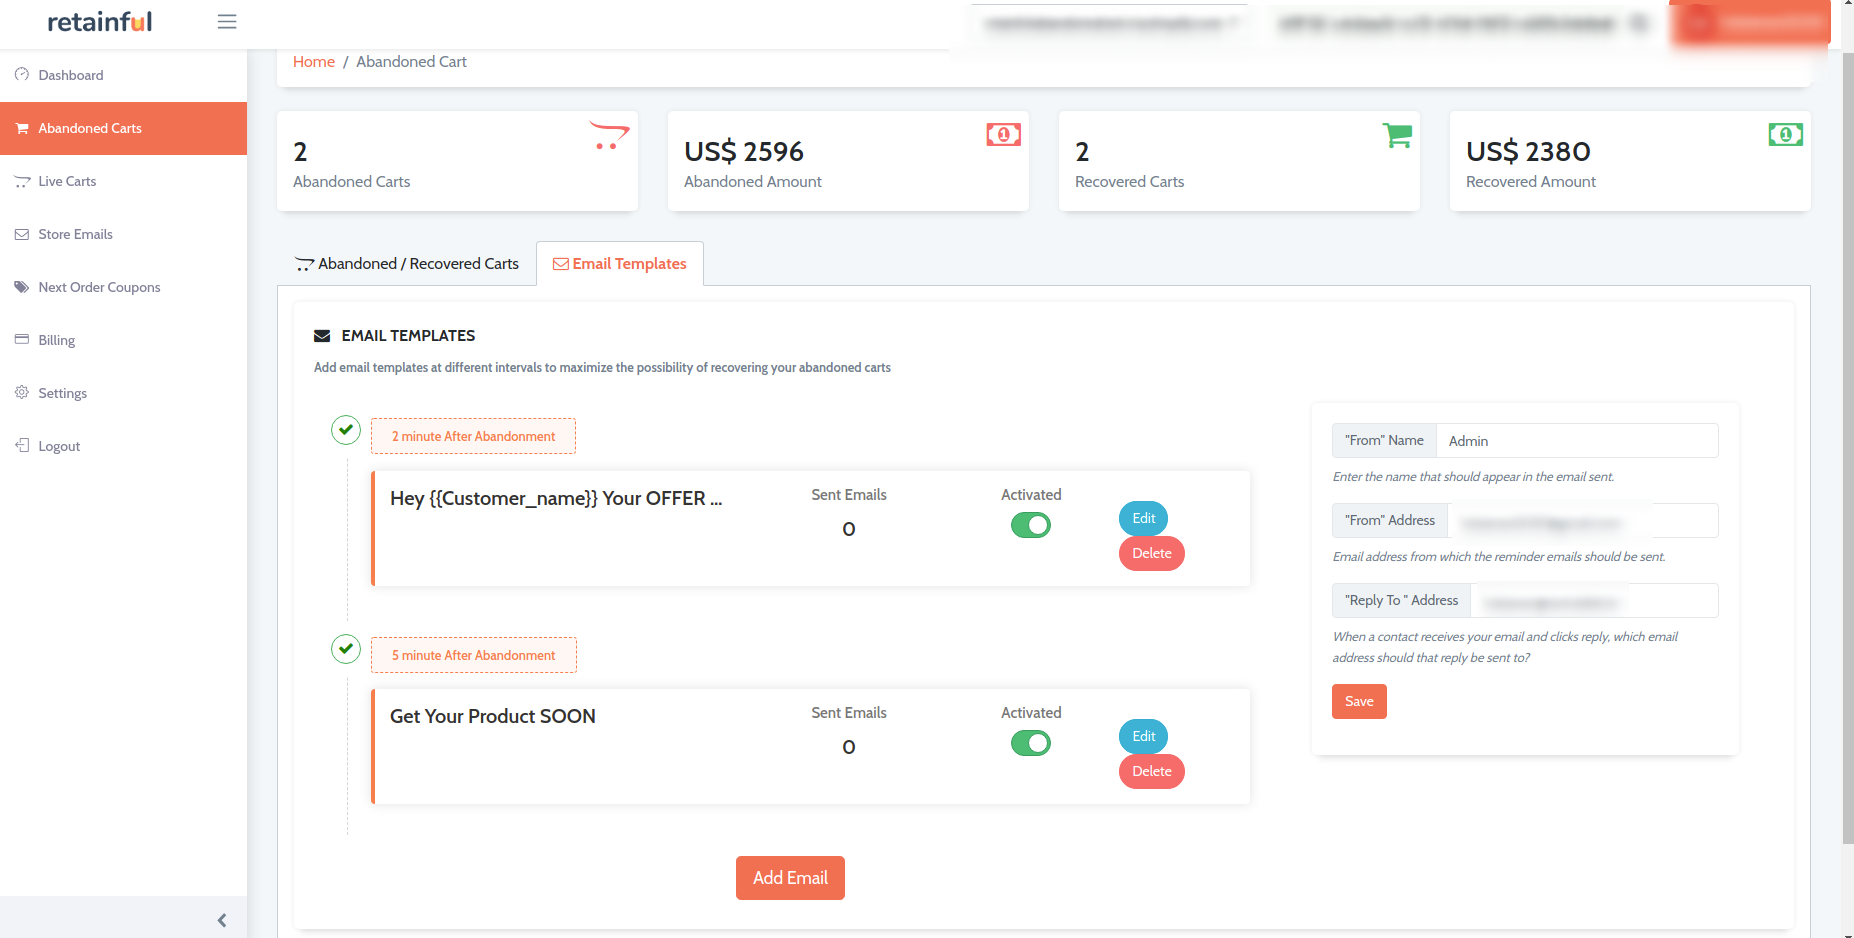 retainful
Dashboard
Abandoned Carts
Live Carts
Store Emails
Next Order Coupons
Billing
Settings
Logout
Home / Abandoned Cart
2
Abandoned Carts
US$ 2596
Abandoned Amount
2
Recovered Carts
US$ 2380
Recovered Amount
Abandoned / Recovered Carts
Email Templates
EMAIL TEMPLATES
Add email templates at different intervals to maximize the possibility of recovering your abandoned carts
2 minute After Abandonment
Hey {{Customer_name}} Your OFFER ...
Sent Emails
0
Activated
Edit
Delete
5 minute After Abandonment
Get Your Product SOON
Sent Emails
0
Activated
Edit
Delete
Add Email
"From" Name
Admin
Enter the name that should appear in the email sent.
"From" Address
Email address from which the reminder emails should be sent.
"Reply To " Address
When a contact receives your email and clicks reply, which email
address should that reply be sent to?
Save